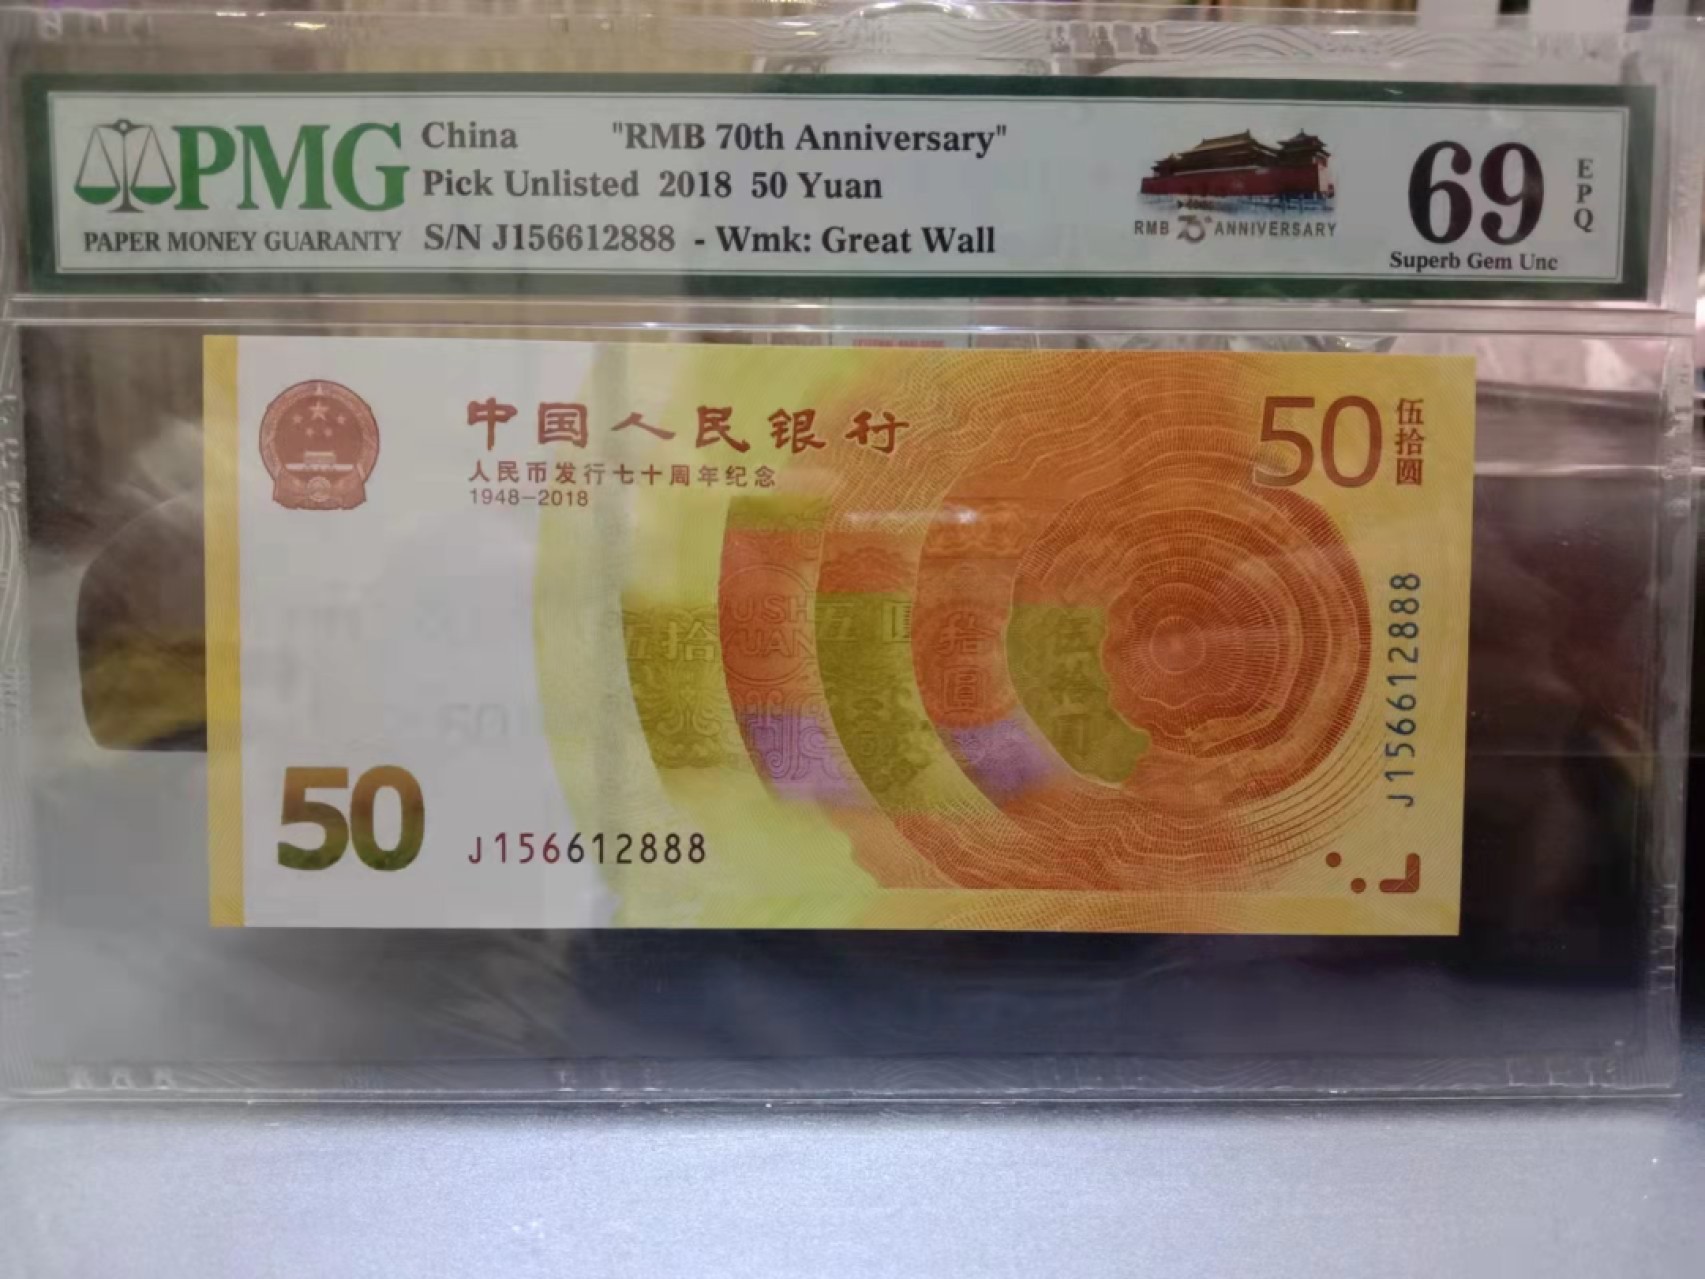 PMG
PAPER MONEY GUARANTY
China "RMB 70th Anniversary"
Pick Unlisted 2018 50 Yuan
S/N J156612888 - Wmk: Great Wall
RMB 70th ANNIVERSARY
69
EPQ
Superb Gem Unc
中国人民银行
人民币发行七十周年纪念
1948-2018
50
伍拾圆
J156612888
50
J156612888